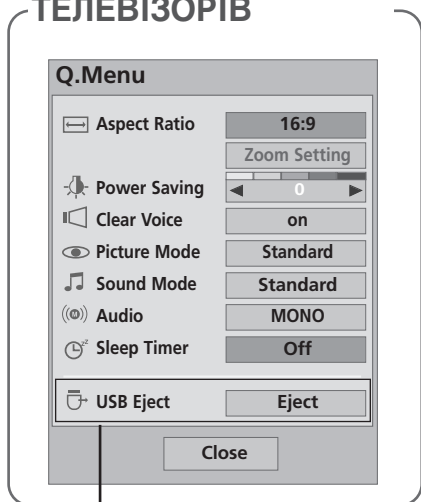 ТЕЛЕВІЗОРІВ
Q.Menu
Aspect Ratio 16:9
Zoom Setting
Power Saving 0
Clear Voice on
Picture Mode Standard
Sound Mode Standard
Audio MONO
Sleep Timer Off
USB Eject Eject
Close